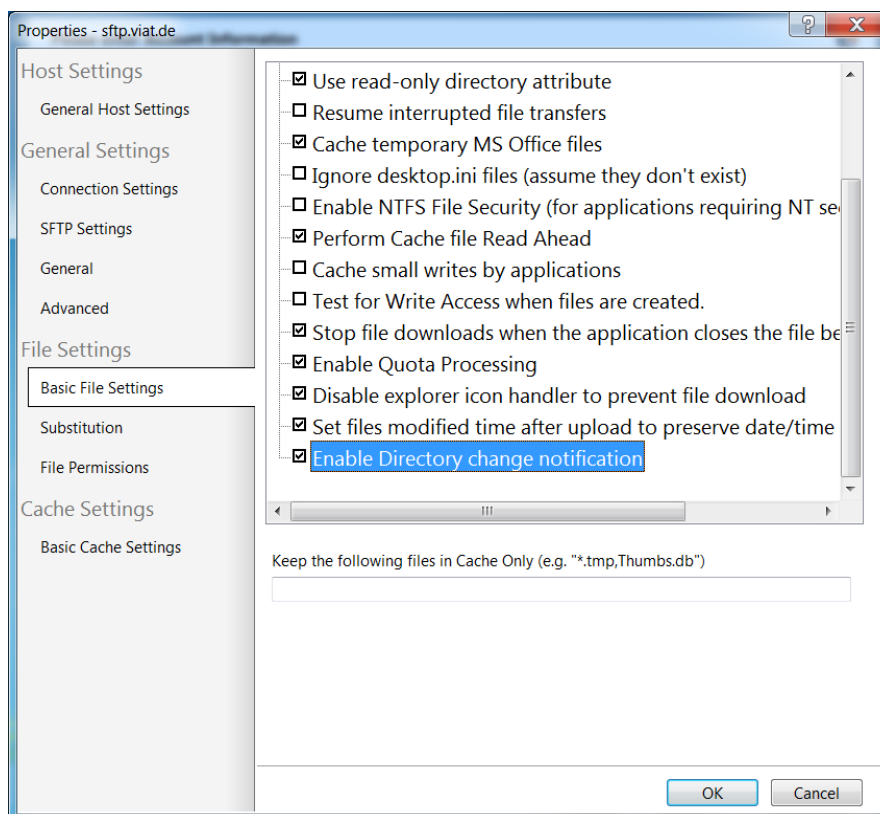 Properties - sftp.viat.de
Host Settings
General Host Settings
General Settings
Connection Settings
SFTP Settings
General
Advanced
File Settings
Basic File Settings
Substitution
File Permissions
Cache Settings
Basic Cache Settings
Use read-only directory attribute
Resume interrupted file transfers
Cache temporary MS Office files
Ignore desktop.ini files (assume they don't exist)
Enable NTFS File Security (for applications requiring NT se
Perform Cache file Read Ahead
Cache small writes by applications
Test for Write Access when files are created.
Stop file downloads when the application closes the file be
Enable Quota Processing
Disable explorer icon handler to prevent file download
Set files modified time after upload to preserve date/time
Enable Directory change notification
Keep the following files in Cache Only (e.g. "*.tmp,Thumbs.db")
OK
Cancel